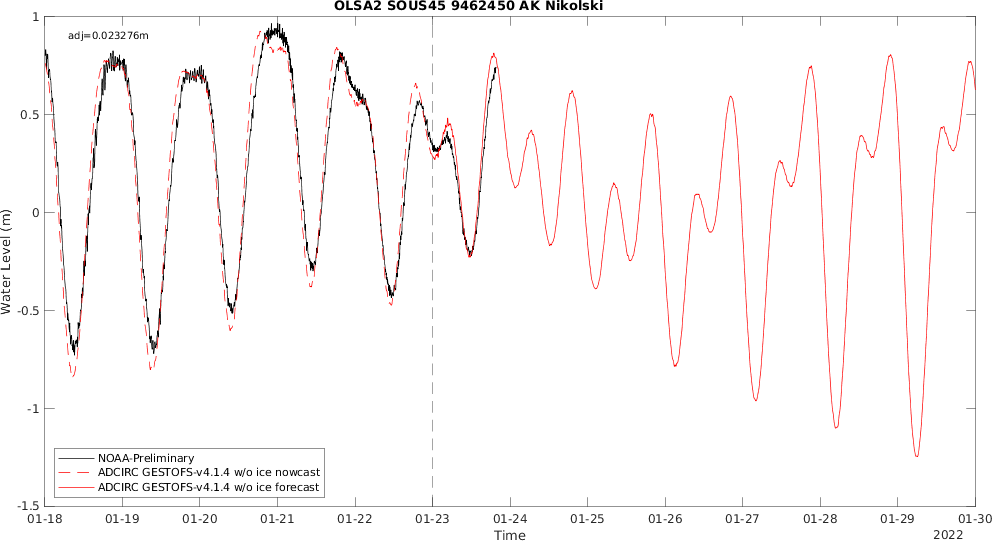 OLSA2 SOUS45 9462450 AK Nikolski
adj=0.023276m
1
0.5
0
-0.5
-1
-1.5
Water Level (m)
NOAA-Preliminary
ADCIRC GESTOFS-v4.1.4 w/o ice nowcast
ADCIRC GESTOFS-v4.1.4 w/o ice forecast
01-18 01-19 01-20 01-21 01-22 01-23 01-24 01-25 01-26 01-27 01-28 01-29 01-30
Time
2022